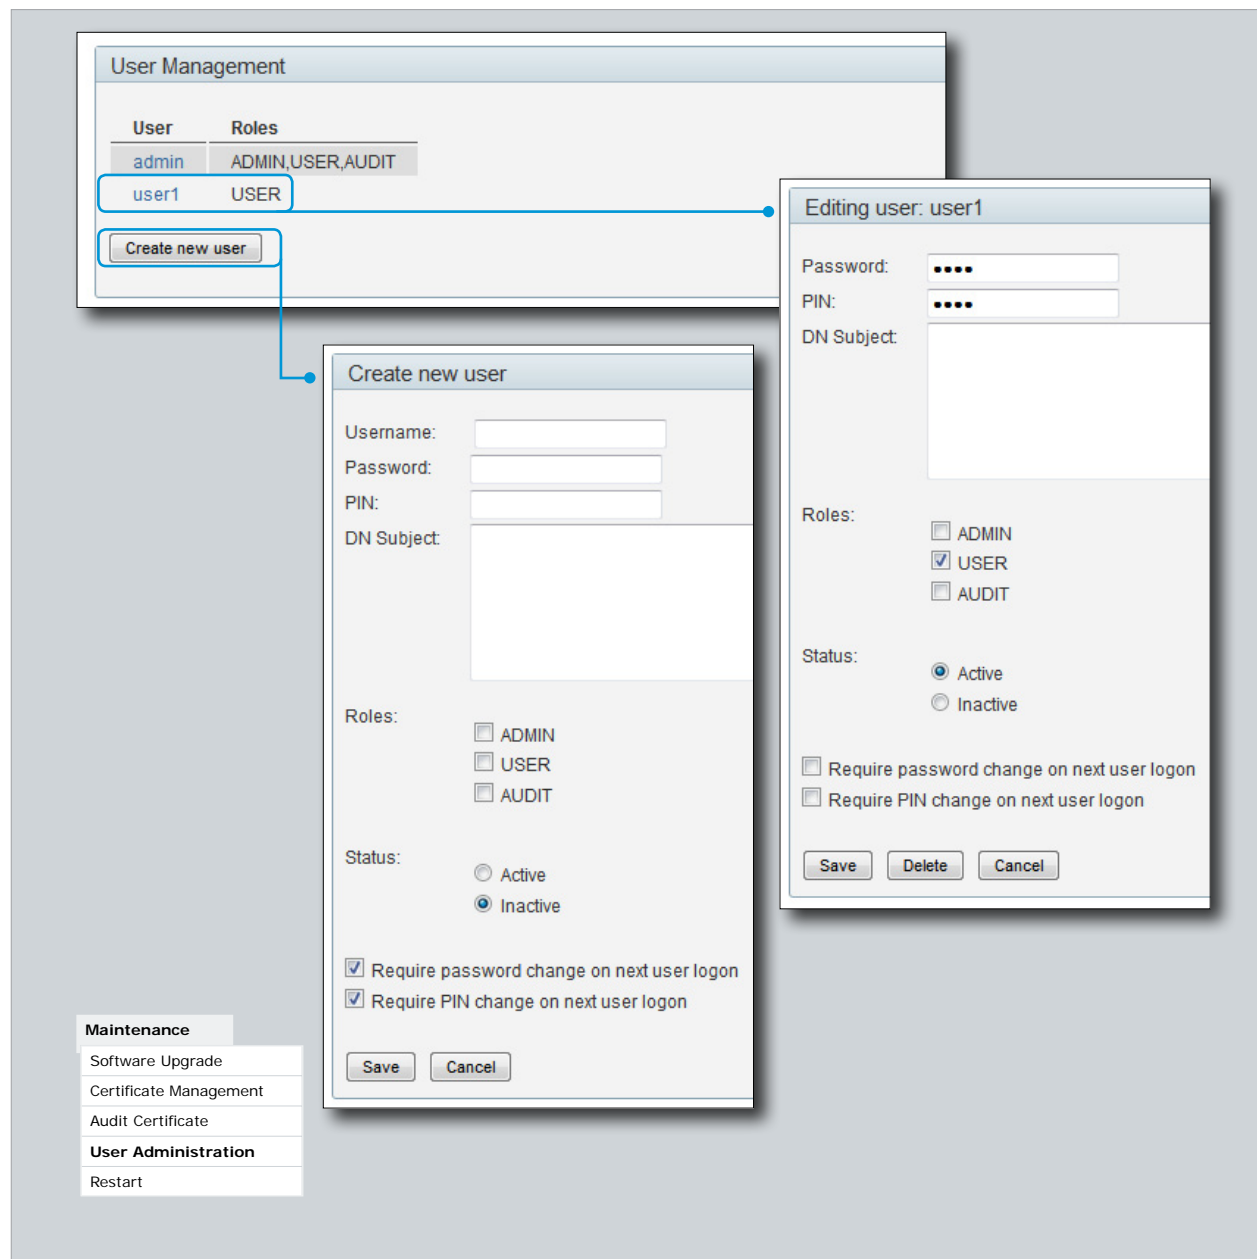 User Management
User Roles
admin ADMIN,USER,AUDIT
user1 USER
Create new user
Editing user: user1
Password: ••••
PIN: ••••
DN Subject:
Roles:
ADMIN
USER
AUDIT
Status:
Active
Inactive
Require password change on next user logon
Require PIN change on next user logon
Save Delete Cancel
Create new user
Username:
Password:
PIN:
DN Subject:
Roles:
ADMIN
USER
AUDIT
Status:
Active
Inactive
Require password change on next user logon
Require PIN change on next user logon
Save Cancel
Maintenance
Software Upgrade
Certificate Management
Audit Certificate
User Administration
Restart